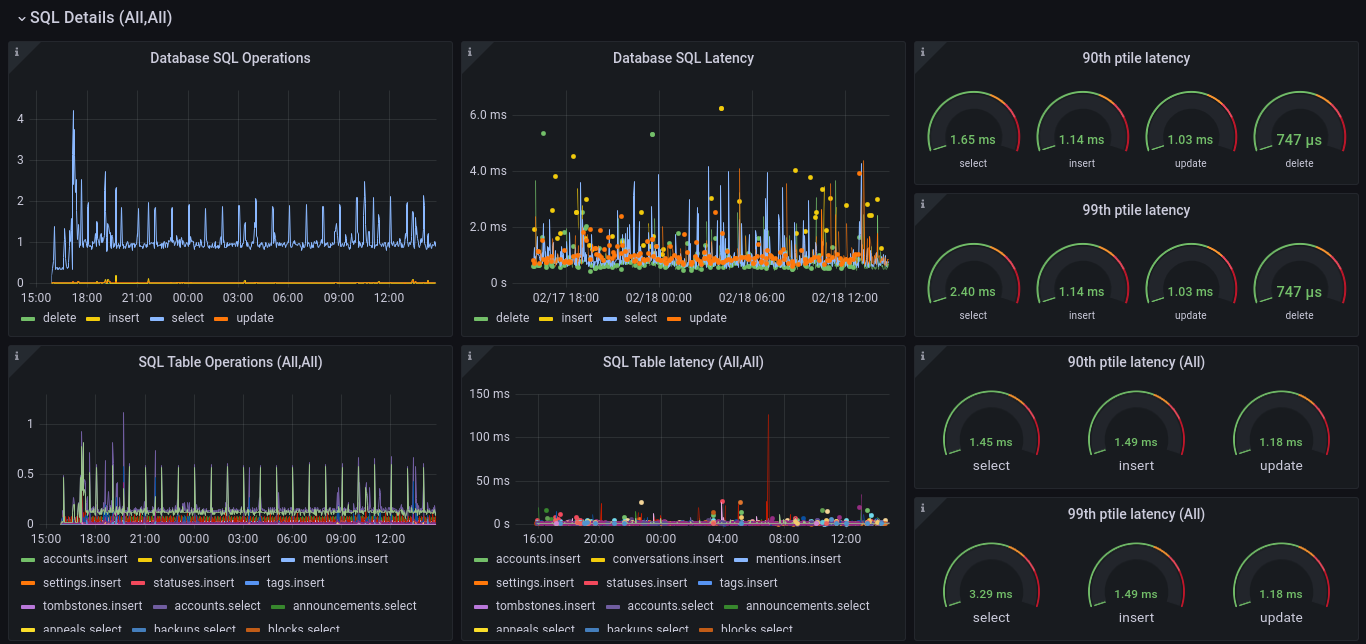 SQL Details (All,All)
Database SQL Operations
4
3
2
1
0
15:00 18:00 21:00 00:00 03:00 06:00 09:00 12:00
delete insert select update
Database SQL Latency
6.0 ms
4.0 ms
2.0 ms
0 s
02/17 18:00 02/18 00:00 02/18 06:00 02/18 12:00
delete insert select update
90th ptile latency
1.65 ms 1.14 ms 1.03 ms 747 µs
select insert update delete
99th ptile latency
2.40 ms 1.14 ms 1.03 ms 747 µs
select insert update delete
SQL Table Operations (All,All)
1
0.5
0
15:00 18:00 21:00 00:00 03:00 06:00 09:00 12:00
accounts.insert conversations.insert mentions.insert
settings.insert statuses.insert tags.insert
tombstones.insert accounts.select announcements.select
appeals.select backups.select blocks.select
SQL Table latency (All,All)
150 ms
100 ms
50 ms
0 s
16:00 20:00 00:00 04:00 08:00 12:00
accounts.insert conversations.insert mentions.insert
settings.insert statuses.insert tags.insert
tombstones.insert accounts.select announcements.select
appeals.select backups.select blocks.select
90th ptile latency (All)
1.45 ms 1.49 ms 1.18 ms
select insert update
99th ptile latency (All)
3.29 ms 1.49 ms 1.18 ms
select insert update